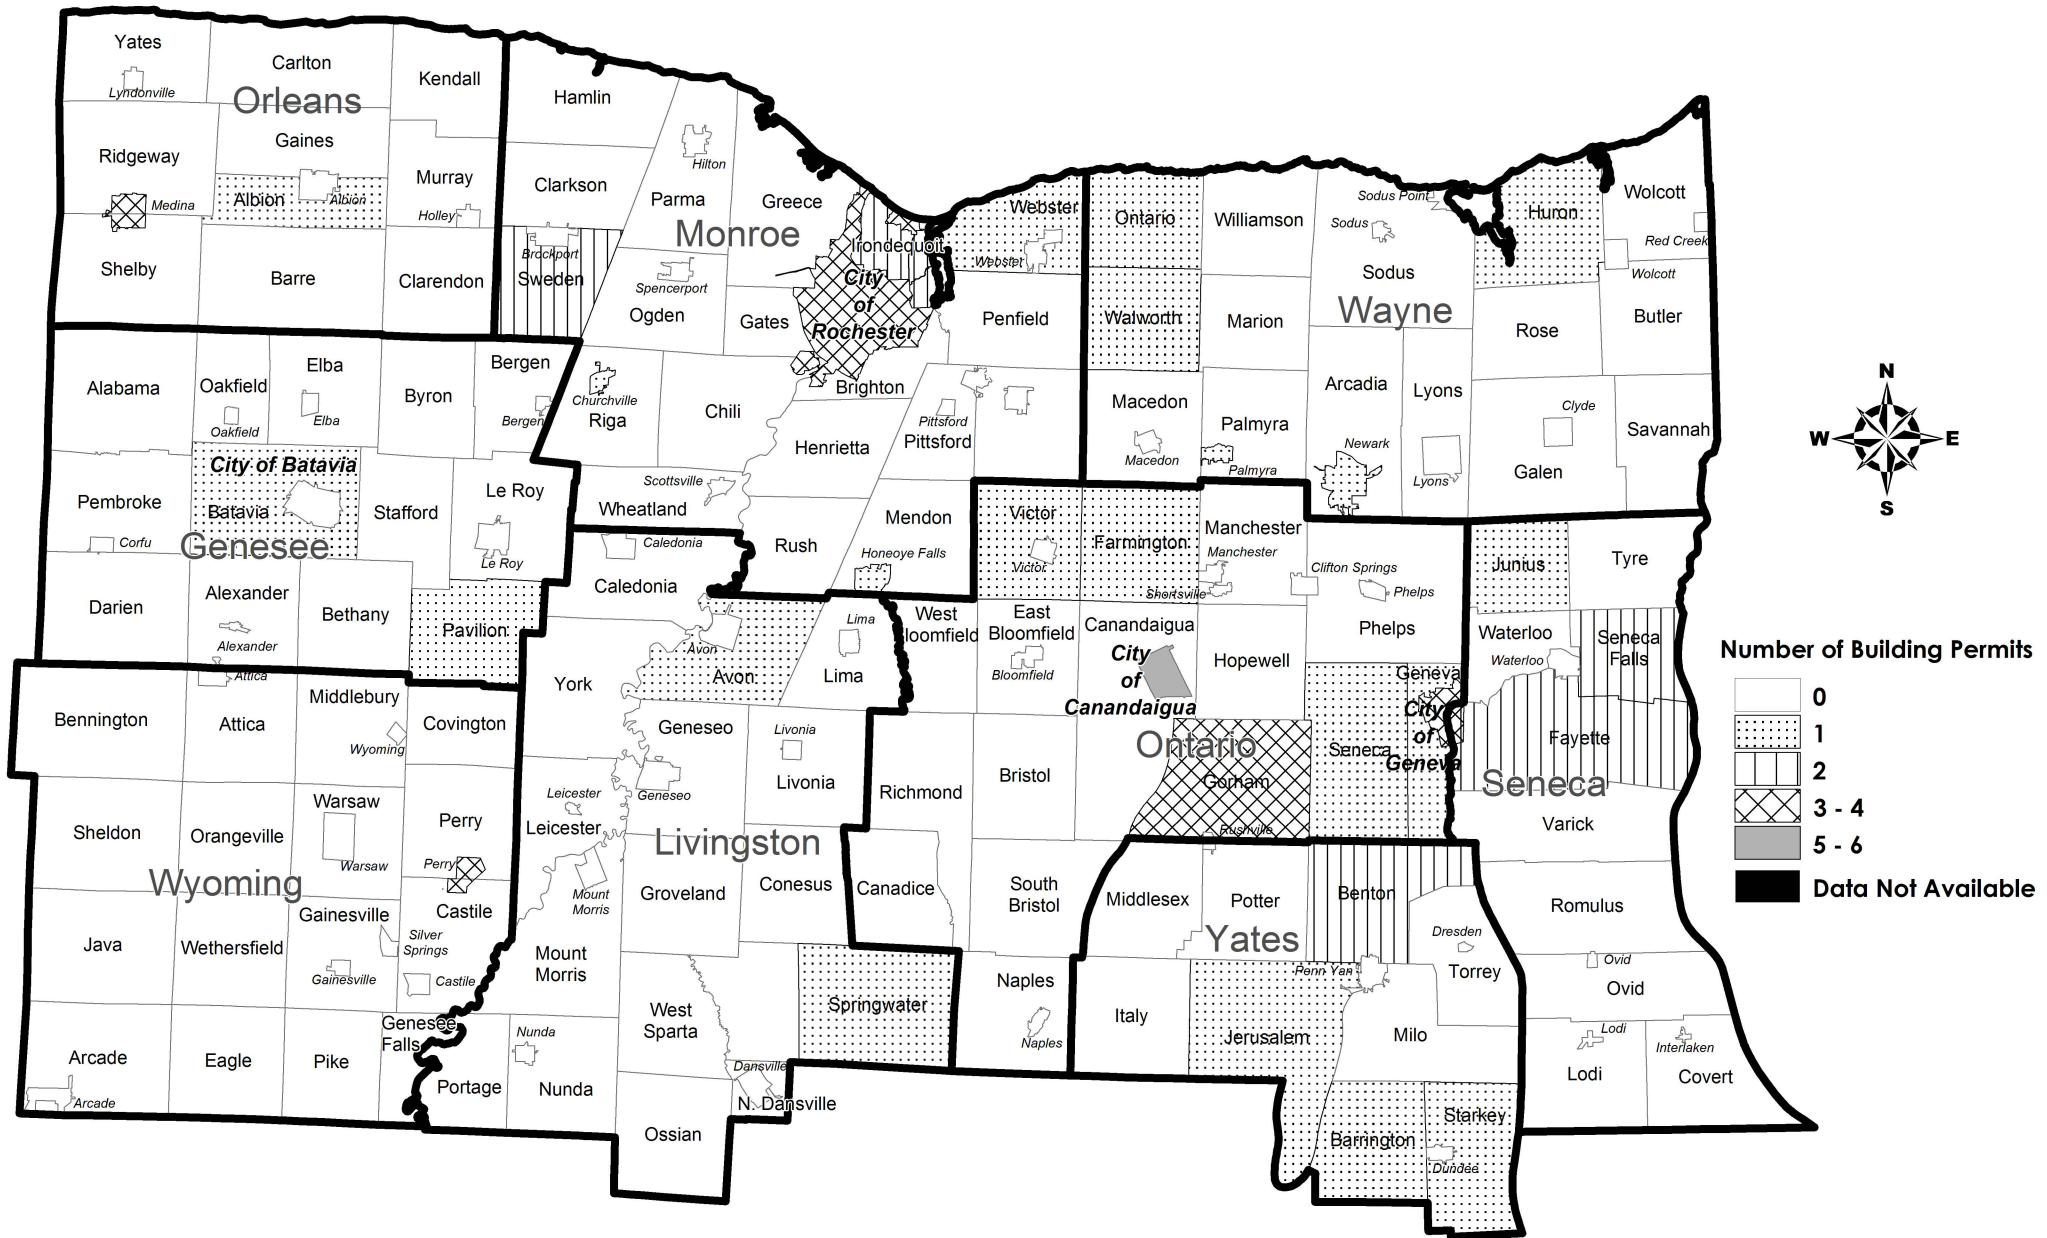 Yates
Lyndonville
Carlton
Orleans
Kendall
Hamlin
Ridgeway
Gaines
Hilton
Medina
Albion
Albion
Murray
Holley
Clarkson
Parma
Greece
Monroe
Shelby
Barre
Clarendon
Brockport
Sweden
Spencerport
Ogden
Gates
Irondequoit
City
of
Rochester
Webster
Webster
Penfield
Brighton
Ontario
Williamson
Walworth
Marion
Sodus Point
Sodus
Sodus
Wayne
Huron
Wolcott
Red Creek
Wolcott
Rose
Butler
Alabama
Oakfield
Oakfield
Elba
Elba
Byron
Bergen
Bergen
Churchville
Riga
Chili
Henrietta
Pittsford
Pittsford
Macedon
Macedon
Palmyra
Palmyra
Arcadia
Newark
Lyons
Lyons
Clyde
Galen
Savannah
City of Batavia
Pembroke
Batavia
Corfu
Genesee
Stafford
Le Roy
Le Roy
Scottsville
Wheatland
Rush
Mendon
Honeoye Falls
Victor
Victor
Farmington
Manchester
Manchester
Shortsville
Clifton Springs
Phelps
Phelps
Junius
Tyre
Darien
Alexander
Alexander
Bethany
Pavilion
Caledonia
Caledonia
Avon
Avon
Lima
Lima
West
Bloomfield
East
Bloomfield
Bloomfield
Canandaigua
City
of
Canandaigua
Hopewell
Geneva
City
of
Geneva
Waterloo
Waterloo
Seneca
Falls
Fayette
Seneca
Bennington
Attica
Attica
Middlebury
Wyoming
Covington
York
Geneseo
Geneseo
Livonia
Livonia
Richmond
Bristol
Ontario
Gorham
Rushville
Seneca
Varick
Sheldon
Orangeville
Warsaw
Warsaw
Perry
Perry
Wyoming
Leicester
Leicester
Livingston
Mount
Morris
Groveland
Conesus
Canadice
South
Bristol
Middlesex
Potter
Yates
Benton
Dresden
Torrey
Penn Yan
Romulus
Java
Wethersfield
Gainesville
Gainesville
Silver
Springs
Castile
Castile
Mount
Morris
West
Sparta
Springwater
Naples
Naples
Italy
Jerusalem
Milo
Ovid
Ovid
Arcade
Arcade
Eagle
Pike
Genesee
Falls
Portage
Nunda
Nunda
Dansville
N. Dansville
Ossian
Barrington
Starkey
Dundee
Lodi
Lodi
Interlaken
Covert
N
W
E
S
Number of Building Permits
0
1
2
3 - 4
5 - 6
Data Not Available